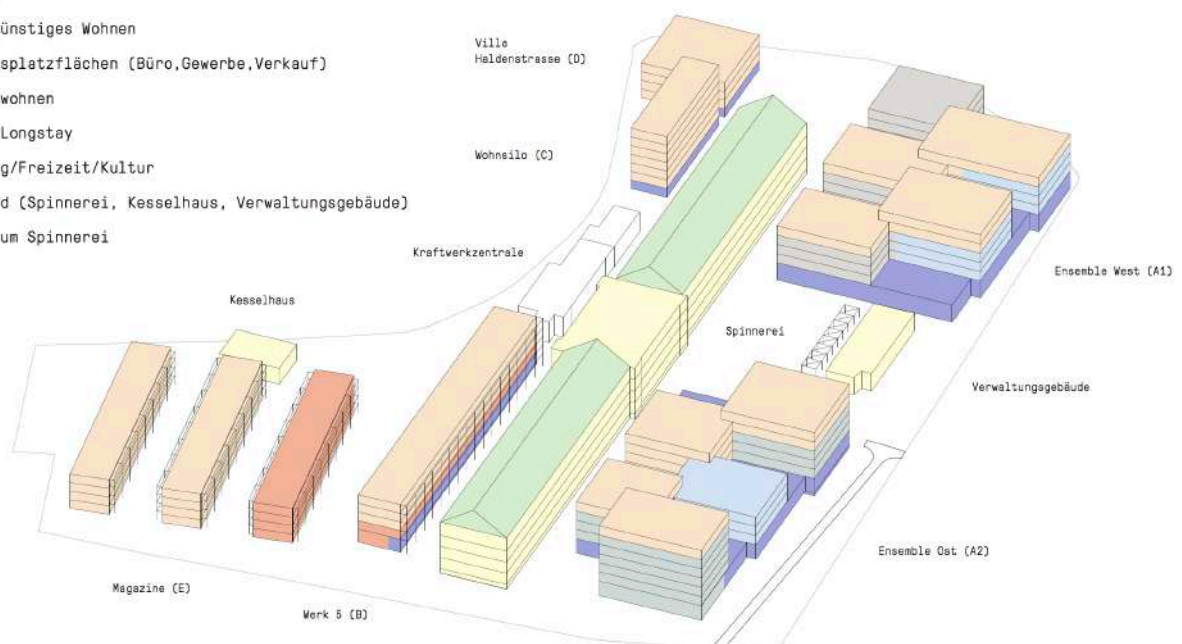 ünstiges Wohnen
splatzflächen (Büro,Gewerbe,Verkauf)
wohnen
Longstay
g/Freizeit/Kultur
d (Spinnerei, Kesselhaus, Verwaltungsgebäude)
um Spinnerei
Ville
Haldenstrasse (D)
Wohnsilo (C)
Kraftwerkzentrale
Kesselhaus
Spinnerei
Ensemble West (A1)
Verwaltungsgebäude
Ensemble Ost (A2)
Magazine (E)
Werk 5 (B)